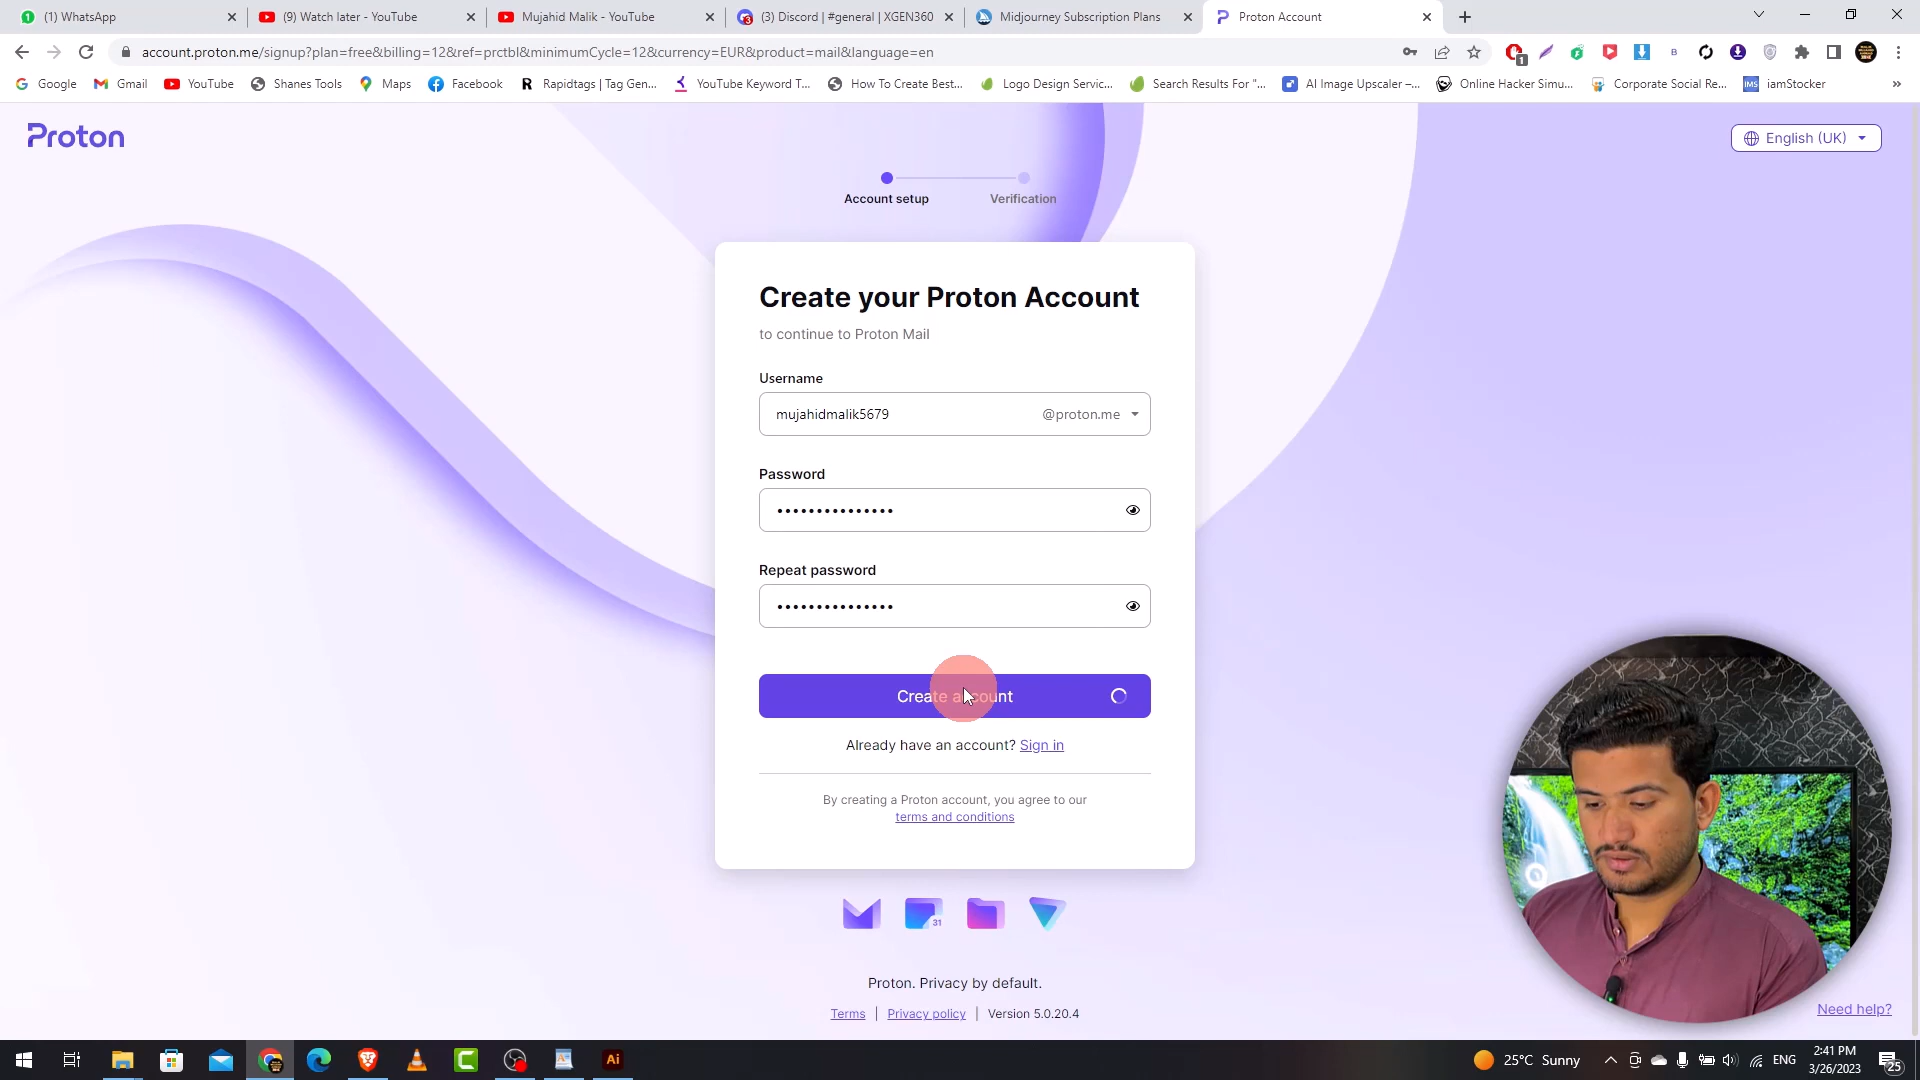 (1) WhatsApp
(9) Watch later - YouTube
Mujahid Malik - YouTube
(3) Discord | #general | XGEN360
Midjourney Subscription Plans
Proton Account
account.proton.me/signup?plan=free&billing=12&ref=prctbl&minimumCycle=12&currency=EUR&product=mail&language=en
Google
Gmail
YouTube
Shanes Tools
Maps
Facebook
Rapidtags | Tag Gen...
YouTube Keyword T...
How To Create Best...
Logo Design Servic...
Search Results For "...
AI Image Upscaler –...
Online Hacker Simu...
Corporate Social Re...
iamStocker
Proton
English (UK)
Account setup
Verification
Create your Proton Account
to continue to Proton Mail
Username
mujahidmalik5679
@proton.me
Password
Repeat password
Create account
Already have an account? Sign in
By creating a Proton account, you agree to our
terms and conditions
31
Proton. Privacy by default.
Terms | Privacy policy | Version 5.0.20.4
Need help?
25°C Sunny
ENG
2:41 PM
3/26/2023
25